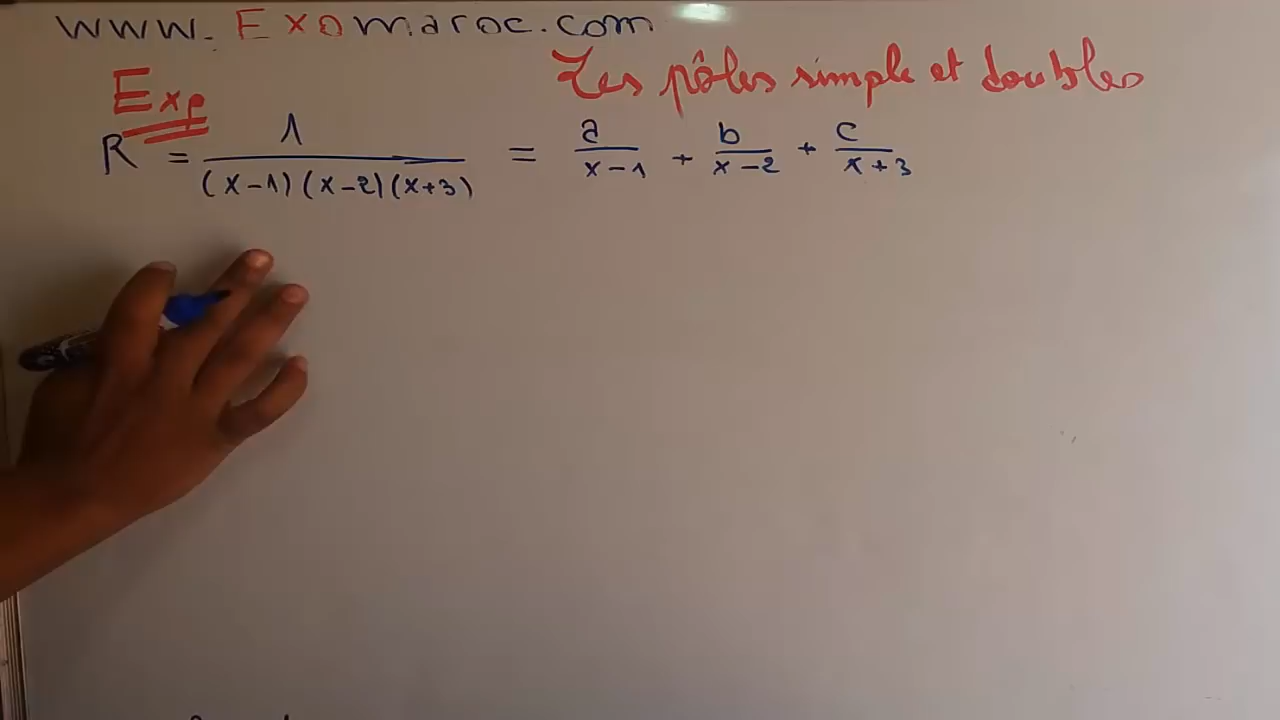 www.Exomaroc.com
Les pôles simple et doubles
Exp
R = 1/((x-1)(x-2)(x+3)) = a/(x-1) + b/(x-2) + c/(x+3)